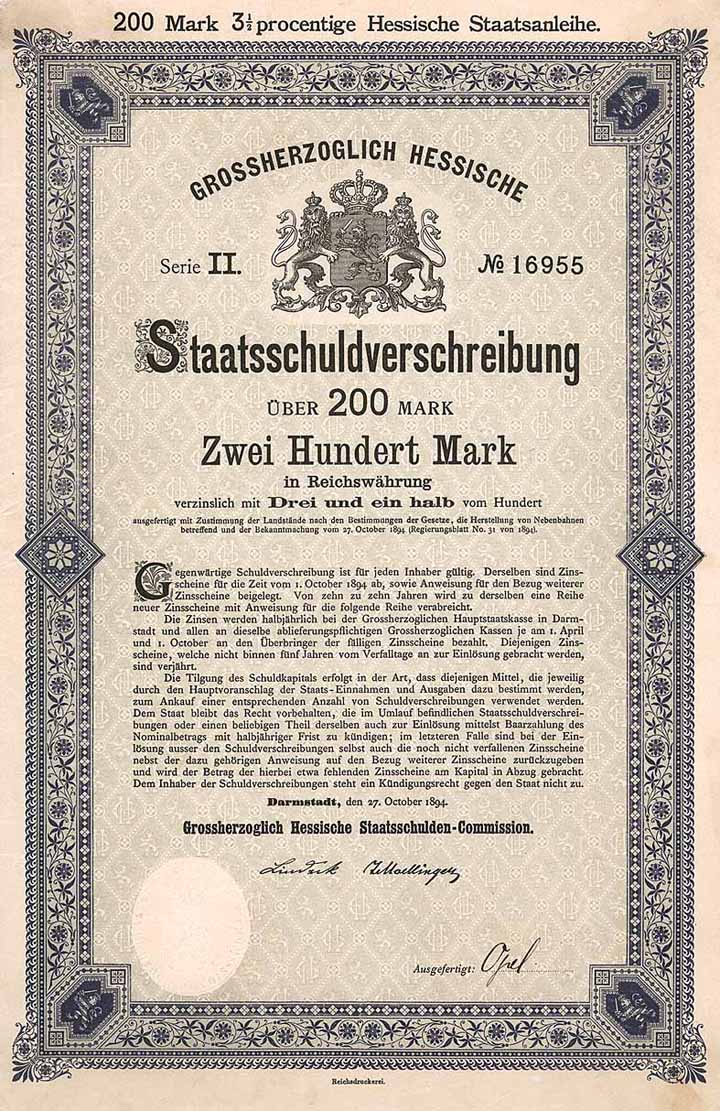 200 Mark 3½procentige Hessische Staatsanleihe.
GROSSHERZOGLICH HESSISCHE
Serie II.
№ 16955
Staatsschuldverschreibung
ÜBER 200 MARK
Zwei Hundert Mark
in Reichswährung
verzinslich mit Drei und ein halb vom Hundert
ausgefertigt mit Zustimmung der Landstände nach den Bestimmungen der Gesetze, die Herstellung von Nebenbahnen
betreffend und der Bekanntmachung vom 27. October 1894 (Regierungsblatt No. 31 von 1894).
Gegenwärtige Schuldverschreibung ist für jeden Inhaber gültig. Derselben sind Zins-
scheine für die Zeit vom 1. October 1894 ab, sowie Anweisung für den Bezug weiterer
Zinsscheine beigelegt. Von zehn zu zehn Jahren wird zu derselben eine Reihe
neuer Zinsscheine mit Anweisung für die folgende Reihe verabreicht.
Die Zinsen werden halbjährlich bei der Grossherzoglichen Hauptstaatskasse in Darm-
stadt und allen an dieselbe ablieferungspflichtigen Grossherzoglichen Kassen je am 1. April
und 1. October an den Überbringer der fälligen Zinsscheine bezahlt. Diejenigen Zins-
scheine, welche nicht binnen fünf Jahren vom Verfalltage an zur Einlösung gebracht werden,
sind verjährt.
Die Tilgung des Schuldkapitals erfolgt in der Art, dass diejenigen Mittel, die jeweilig
durch den Hauptvoranschlag der Staats-Einnahmen und Ausgaben dazu bestimmt werden,
zum Ankauf einer entsprechenden Anzahl von Schuldverschreibungen verwendet werden.
Dem Staat bleibt das Recht vorbehalten, die im Umlauf befindlichen Staatsschuldverschrei-
bungen oder einen beliebigen Theil derselben auch zur Einlösung mittelst Baarzahlung des
Nominalbetrags mit halbjähriger Frist zu kündigen; im letzteren Falle sind bei der Ein-
lösung ausser den Schuldverschreibungen selbst auch die noch nicht verfallenen Zinsscheine
nebst der dazu gehörigen Anweisung auf den Bezug weiterer Zinsscheine zurückzugeben
und wird der Betrag der hierbei etwa fehlenden Zinsscheine am Kapital in Abzug gebracht.
Dem Inhaber der Schuldverschreibungen steht ein Kündigungsrecht gegen den Staat nicht zu.
Darmstadt, den 27. October 1894.
Grossherzoglich Hessische Staatsschulden-Commission.
Ausgefertigt: Opel
Reichsdruckerei.